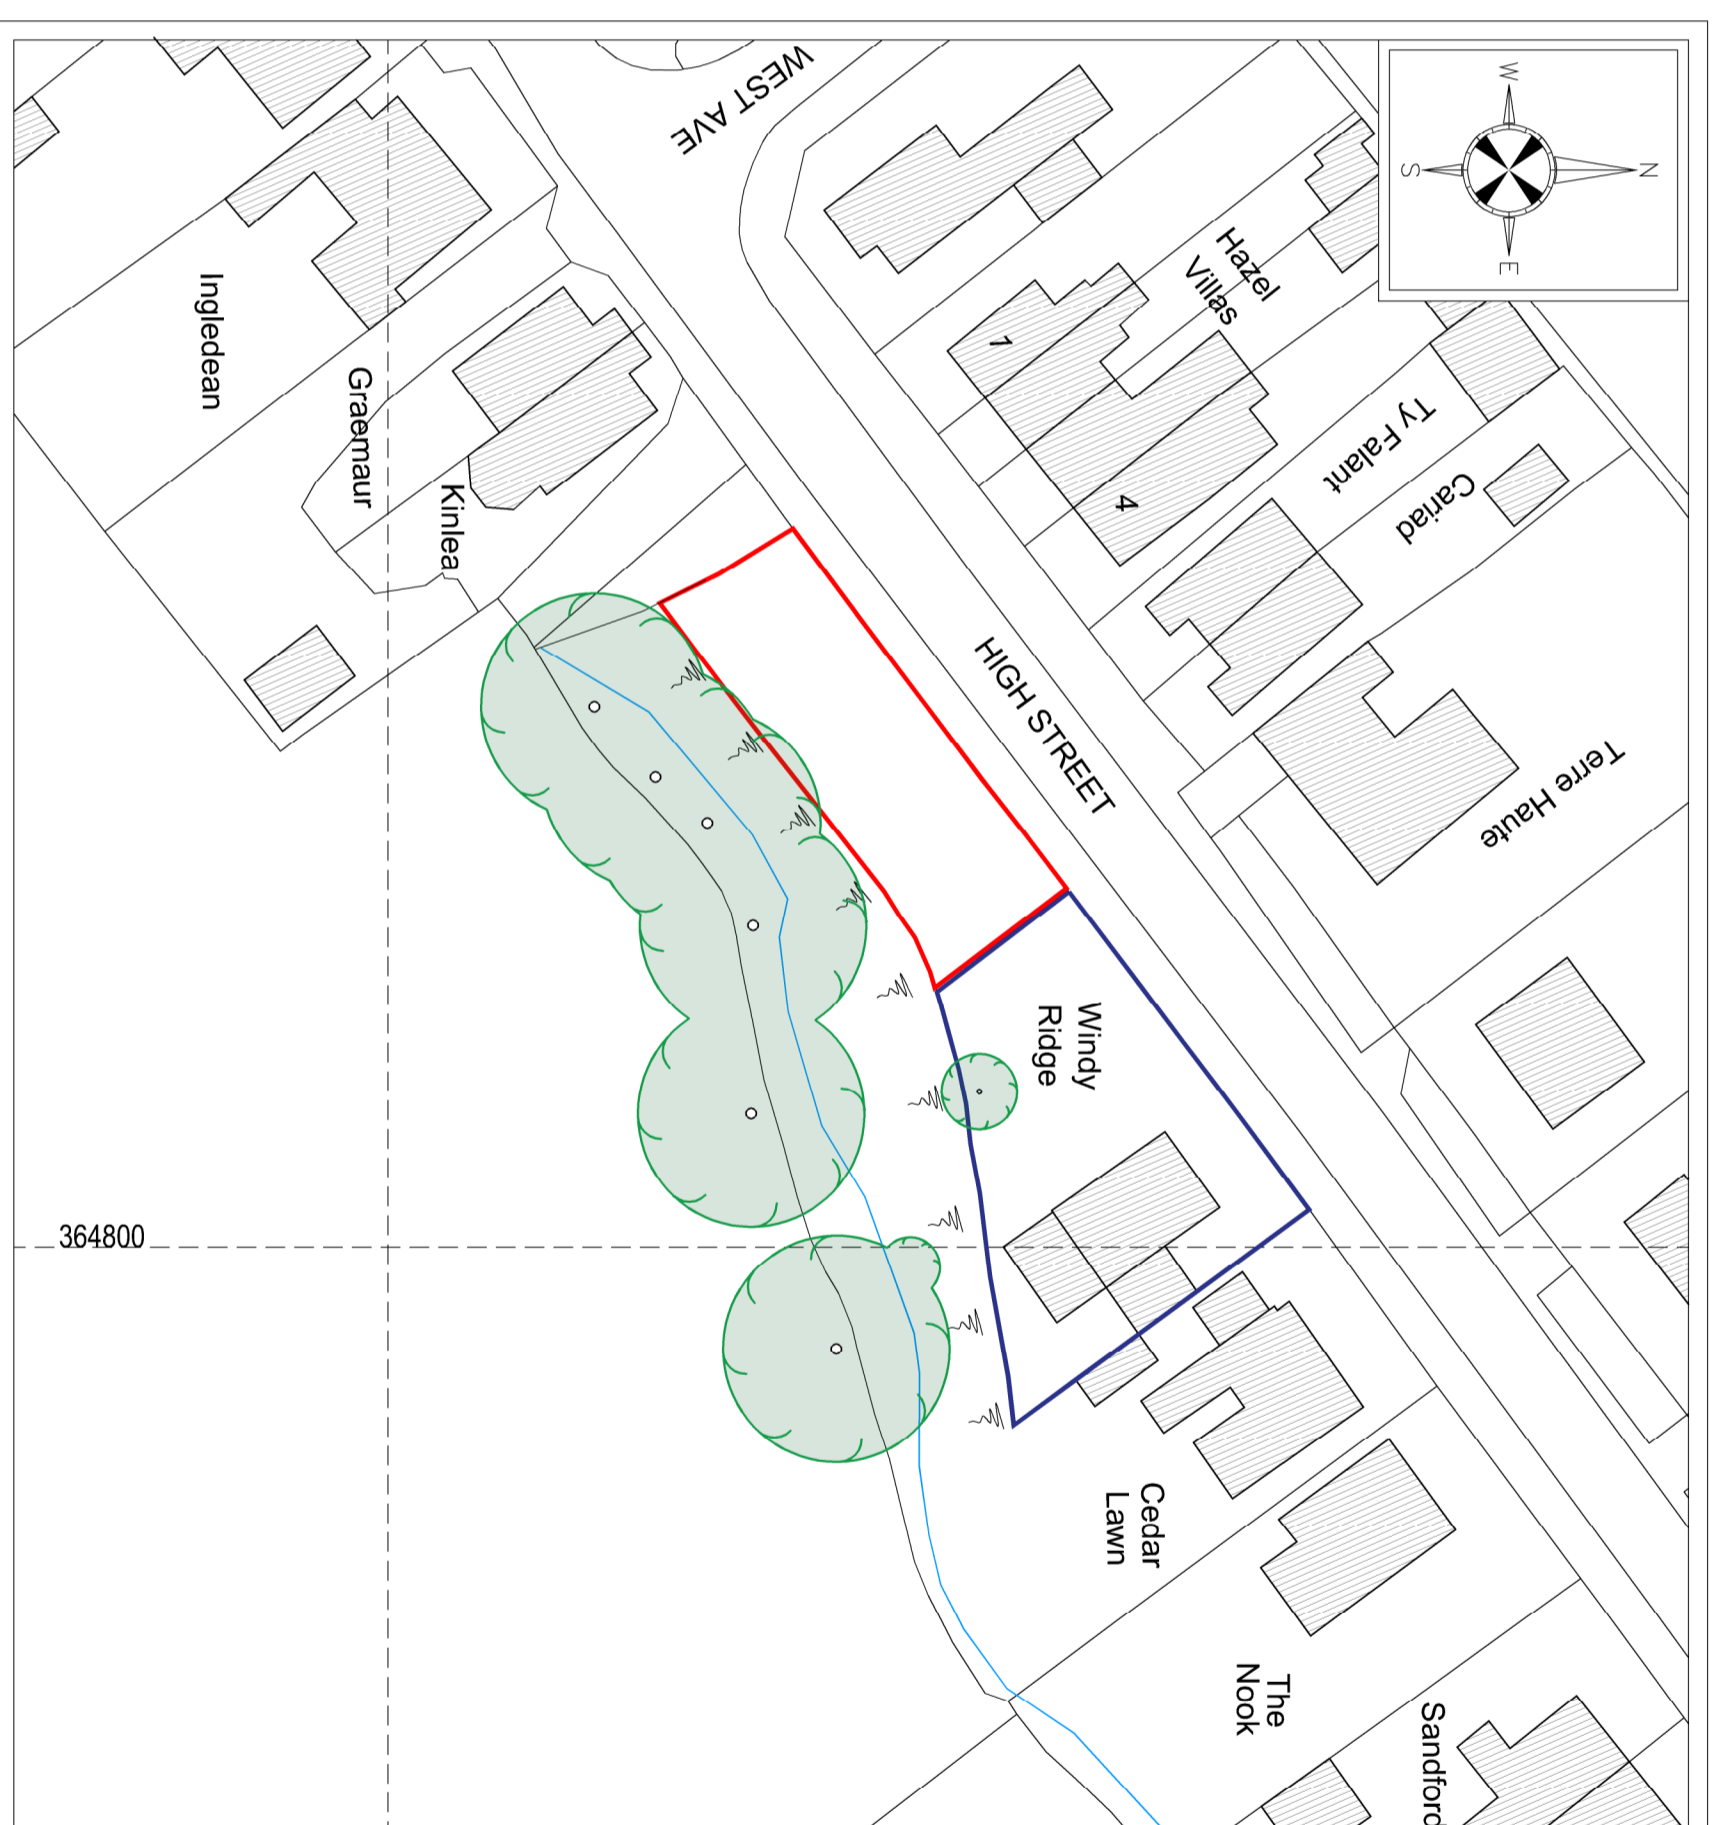 WEST AVE
W
N
S
E
Hazel
Villas
1
4
Ty Falant
Cariad
Terre Haute
HIGH STREET
Ingledean
Graemaur
Kinlea
Windy
Ridge
364800
Cedar
Lawn
The
Nook
Sandford